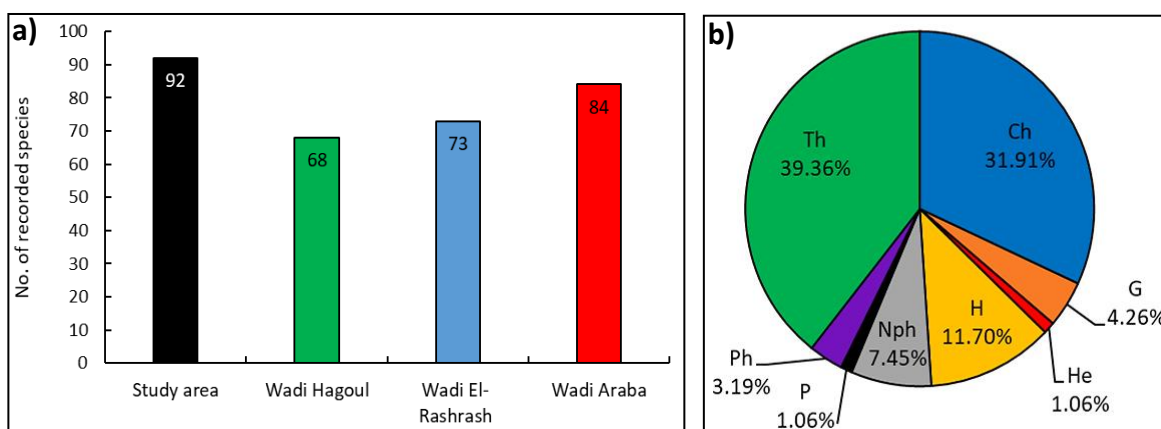 a)
No. of recorded species
100
90
80
70
60
50
40
30
20
10
0
92
68
73
84
Study area
Wadi Hagoul
Wadi El-
Rashrash
Wadi Araba
b)
Th
39.36%
Ch
31.91%
G
4.26%
He
1.06%
H
11.70%
Nph
7.45%
P
1.06%
Ph
3.19%